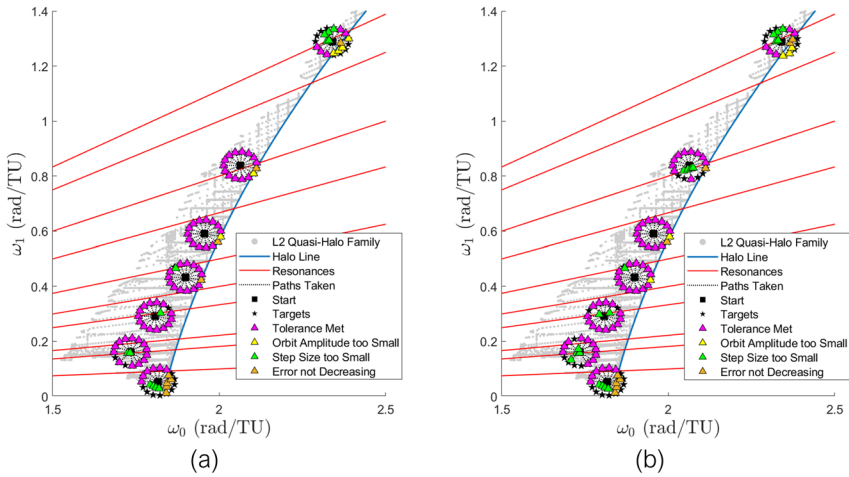 1.4
1.2
1
0.8
0.6
0.4
0.2
0
ω₁ (rad/TU)
L2 Quasi-Halo Family
Halo Line
Resonances
Paths Taken
Start
Targets
Tolerance Met
Orbit Amplitude too Small
Step Size too Small
Error not Decreasing
1.5 2 2.5
ω₀ (rad/TU)
(a)
1.4
1.2
1
0.8
0.6
0.4
0.2
0
ω₁ (rad/TU)
L2 Quasi-Halo Family
Halo Line
Resonances
Paths Taken
Start
Targets
Tolerance Met
Orbit Amplitude too Small
Step Size too Small
Error not Decreasing
1.5 2 2.5
ω₀ (rad/TU)
(b)